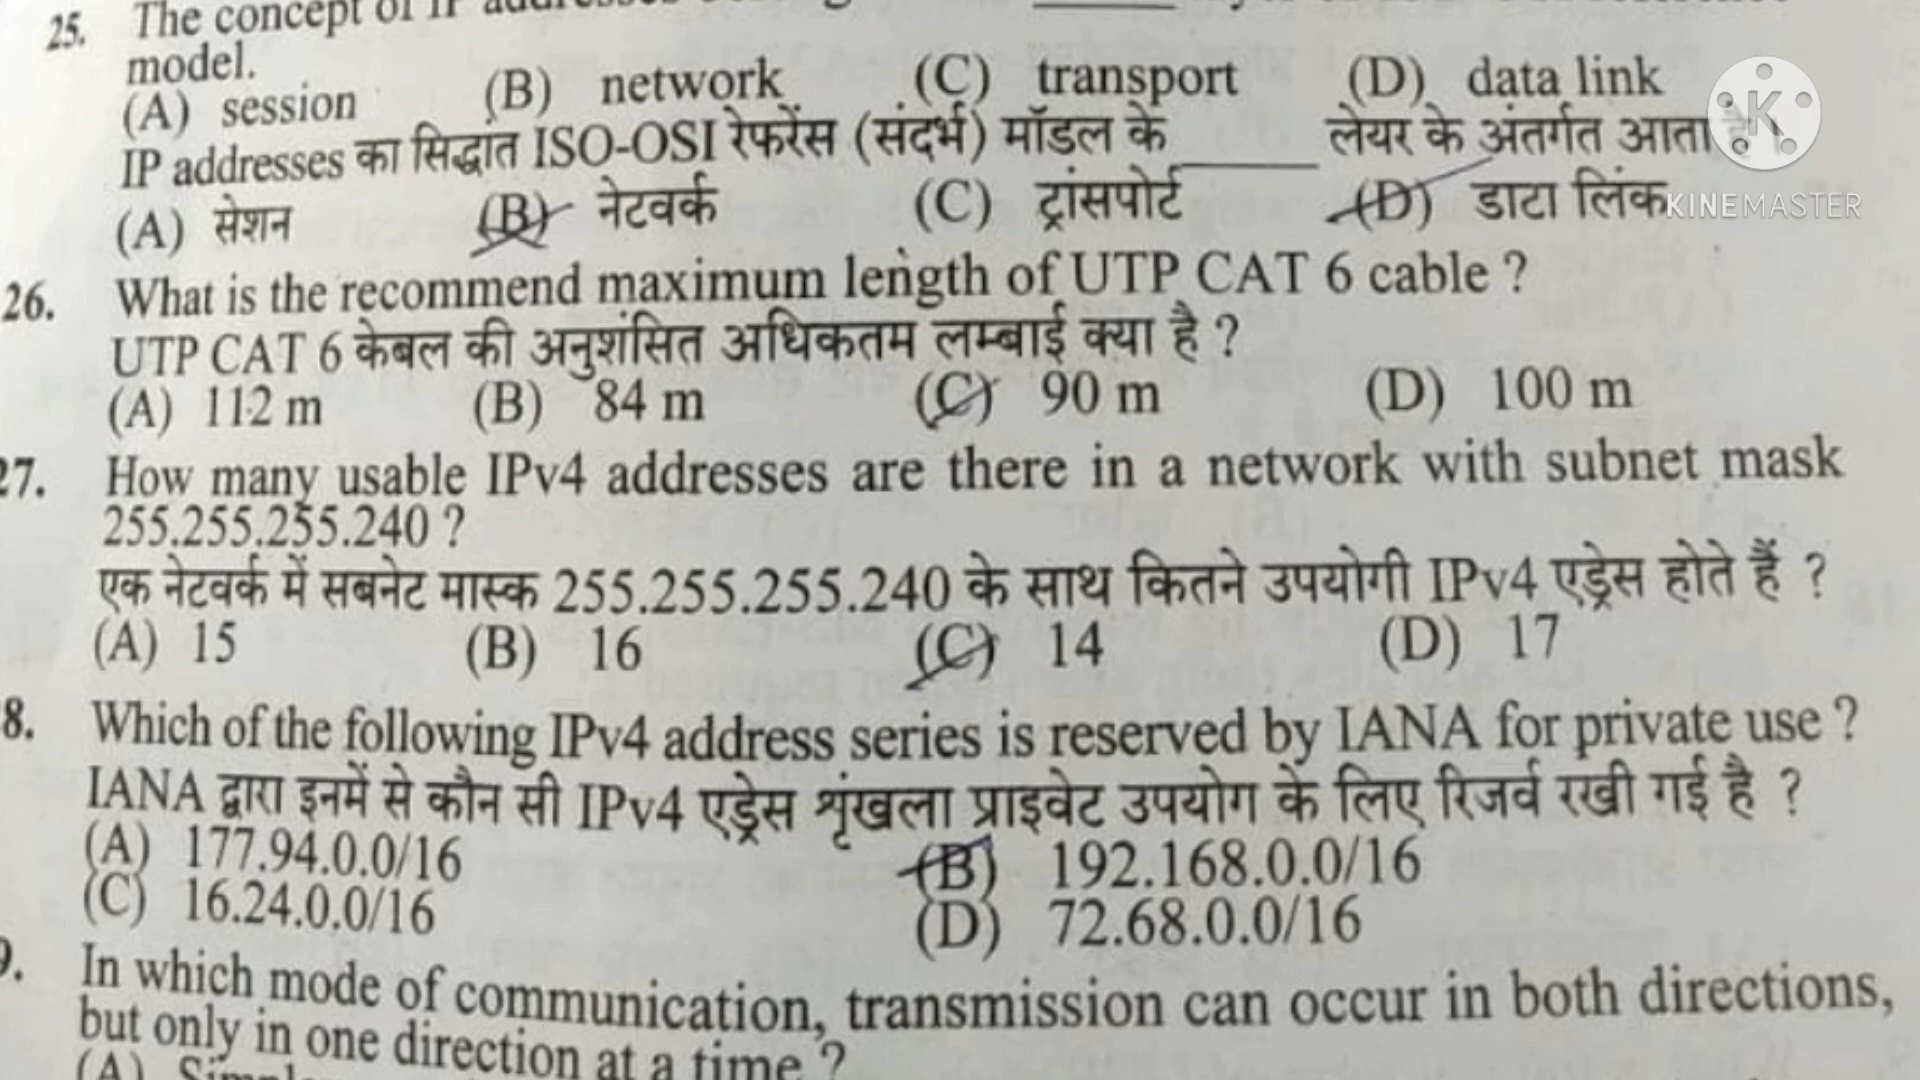 25. The concept of IP addresses
model.
(A) session (B) network (C) transport (D) data link
IP addresses का सिद्धांत ISO-OSI रेफरेंस (संदर्भ) मॉडल के ______ लेयर के अंतर्गत आता
(A) सेशन (B) नेटवर्क (C) ट्रांसपोर्ट (D) डाटा लिंक
K
KINEMASTER
26. What is the recommend maximum length of UTP CAT 6 cable ?
UTP CAT 6 केबल की अनुशंसित अधिकतम लम्बाई क्या है ?
(A) 112 m (B) 84 m (C) 90 m (D) 100 m
27. How many usable IPv4 addresses are there in a network with subnet mask
255.255.255.240 ?
एक नेटवर्क में सबनेट मास्क 255.255.255.240 के साथ कितने उपयोगी IPv4 एड्रेस होते हैं ?
(A) 15 (B) 16 (C) 14 (D) 17
8. Which of the following IPv4 address series is reserved by IANA for private use ?
IANA द्वारा इनमें से कौन सी IPv4 एड्रेस शृंखला प्राइवेट उपयोग के लिए रिजर्व रखी गई है ?
(A) 177.94.0.0/16 (B) 192.168.0.0/16
(C) 16.24.0.0/16 (D) 72.68.0.0/16
9. In which mode of communication, transmission can occur in both directions,
but only in one direction at a time ?
(A)